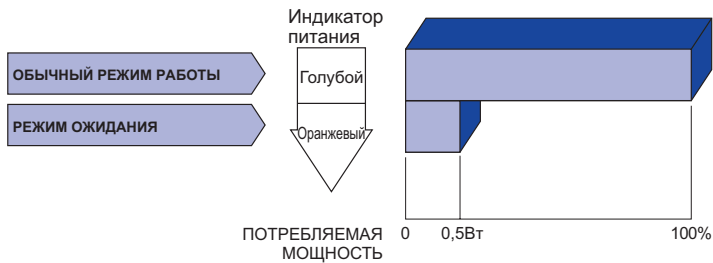 Индикатор
питания
ОБЫЧНЫЙ РЕЖИМ РАБОТЫ
Голубой
РЕЖИМ ОЖИДАНИЯ
Оранжевый
ПОТРЕБЛЯЕМАЯ
МОЩНОСТЬ
0 0,5Вт 100%